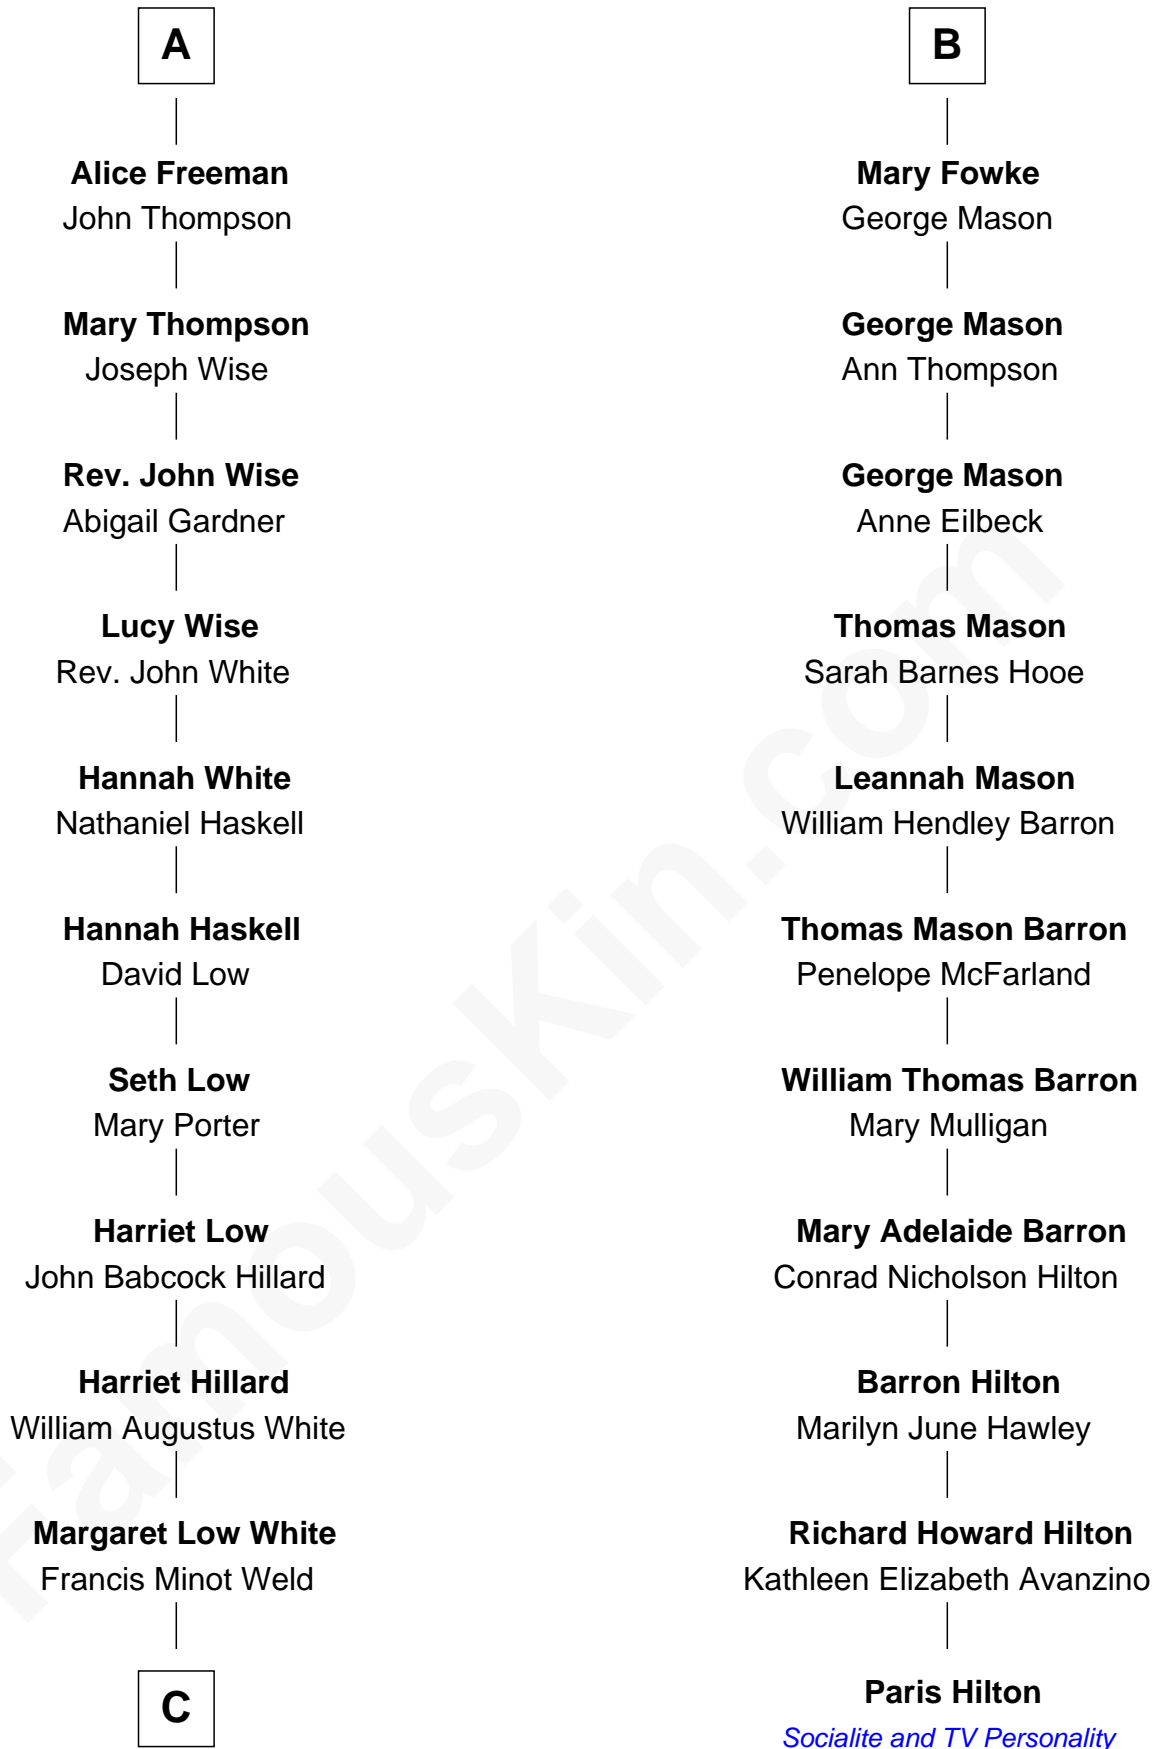 A
Alice Freeman
John Thompson
Mary Thompson
Joseph Wise
Rev. John Wise
Abigail Gardner
Lucy Wise
Rev. John White
Hannah White
Nathaniel Haskell
Hannah Haskell
David Low
Seth Low
Mary Porter
Harriet Low
John Babcock Hillard
Harriet Hillard
William Augustus White
Margaret Low White
Francis Minot Weld
C
B
Mary Fowke
George Mason
George Mason
Ann Thompson
George Mason
Anne Eilbeck
Thomas Mason
Sarah Barnes Hooe
Leannah Mason
William Hendley Barron
Thomas Mason Barron
Penelope McFarland
William Thomas Barron
Mary Mulligan
Mary Adelaide Barron
Conrad Nicholson Hilton
Barron Hilton
Marilyn June Hawley
Richard Howard Hilton
Kathleen Elizabeth Avanzino
Paris Hilton
Socialite and TV Personality
FamousKin.com